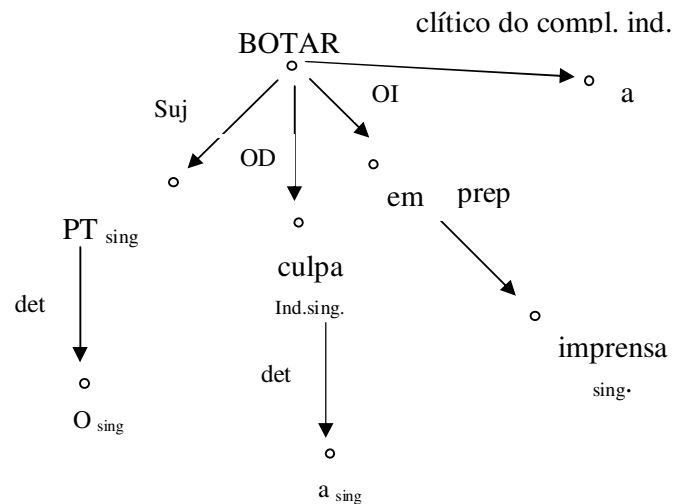 clítico do compl. ind.
BOTAR
a
Suj
OI
OD
em prep
PT sing
culpa
Ind.sing.
det
imprensa
sing.
det
O sing
a sing